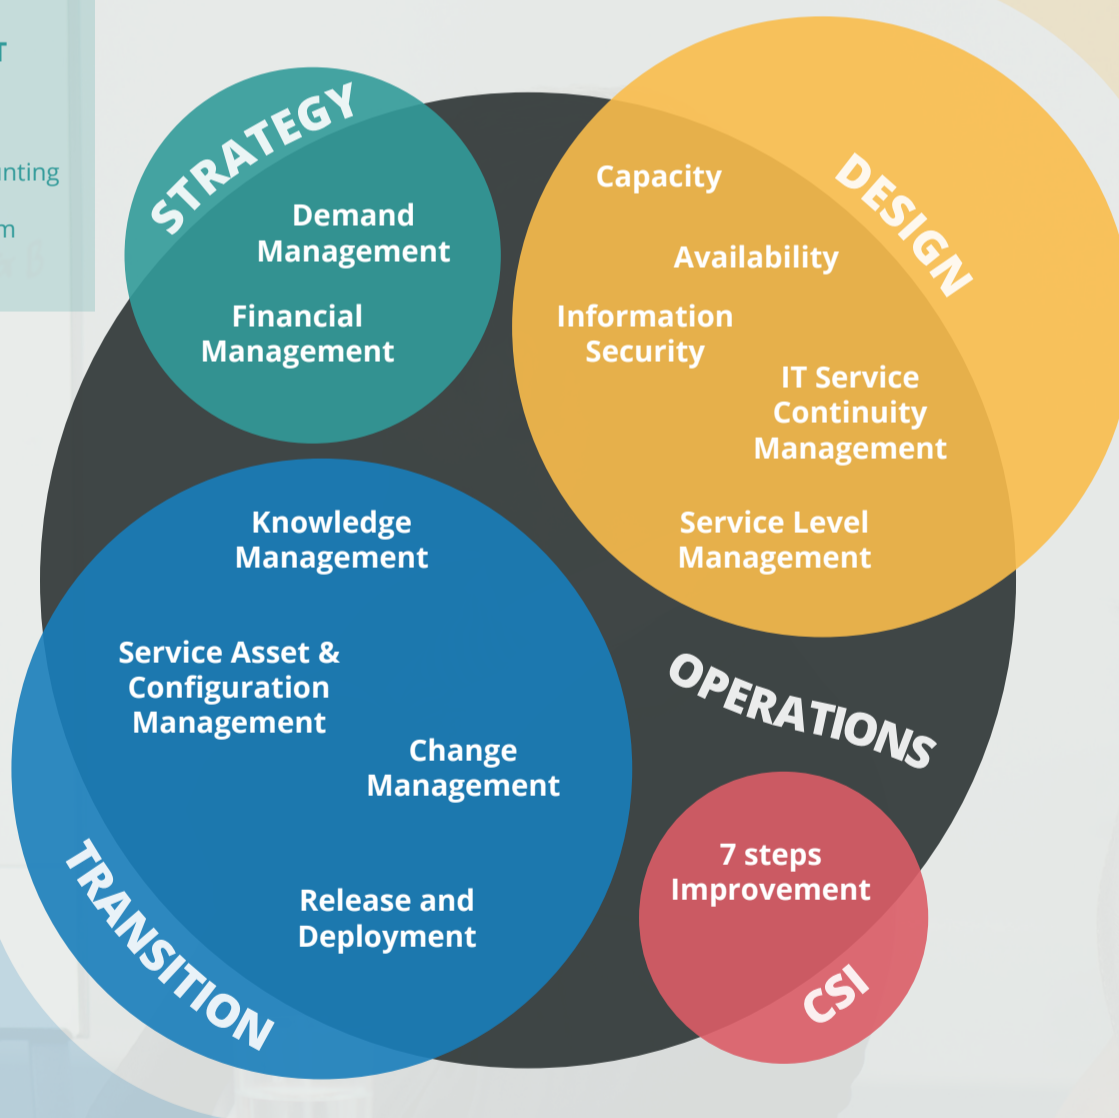 STRATEGY
Demand
Management
Financial
Management
DESIGN
Capacity
Availability
Information
Security
IT Service
Continuity
Management
Service Level
Management
Knowledge
Management
Service Asset &
Configuration
Management
Change
Management
Release and
Deployment
TRANSITION
OPERATIONS
7 steps
Improvement
CSI